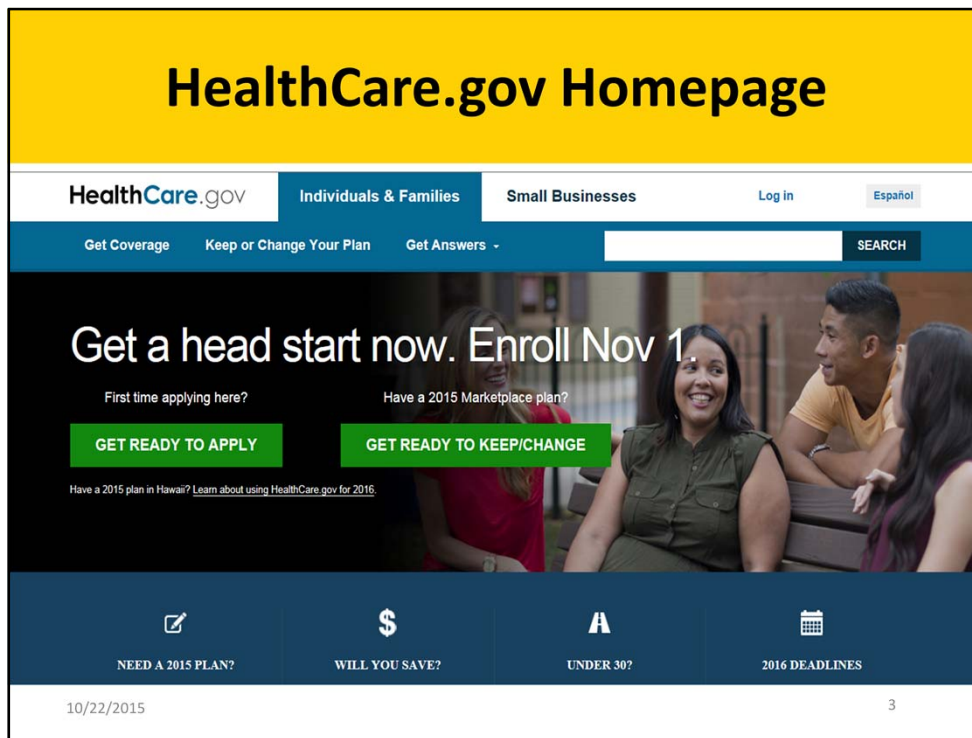 HealthCare.gov Homepage
HealthCare.gov Individuals & Families Small Businesses Log in Español
Get Coverage Keep or Change Your Plan Get Answers SEARCH
Get a head start now. Enroll Nov 1.
First time applying here? Have a 2015 Marketplace plan?
GET READY TO APPLY GET READY TO KEEP/CHANGE
Have a 2015 plan in Hawaii? Learn about using HealthCare.gov for 2016.
NEED A 2015 PLAN? WILL YOU SAVE? UNDER 30? 2016 DEADLINES
10/22/2015 3